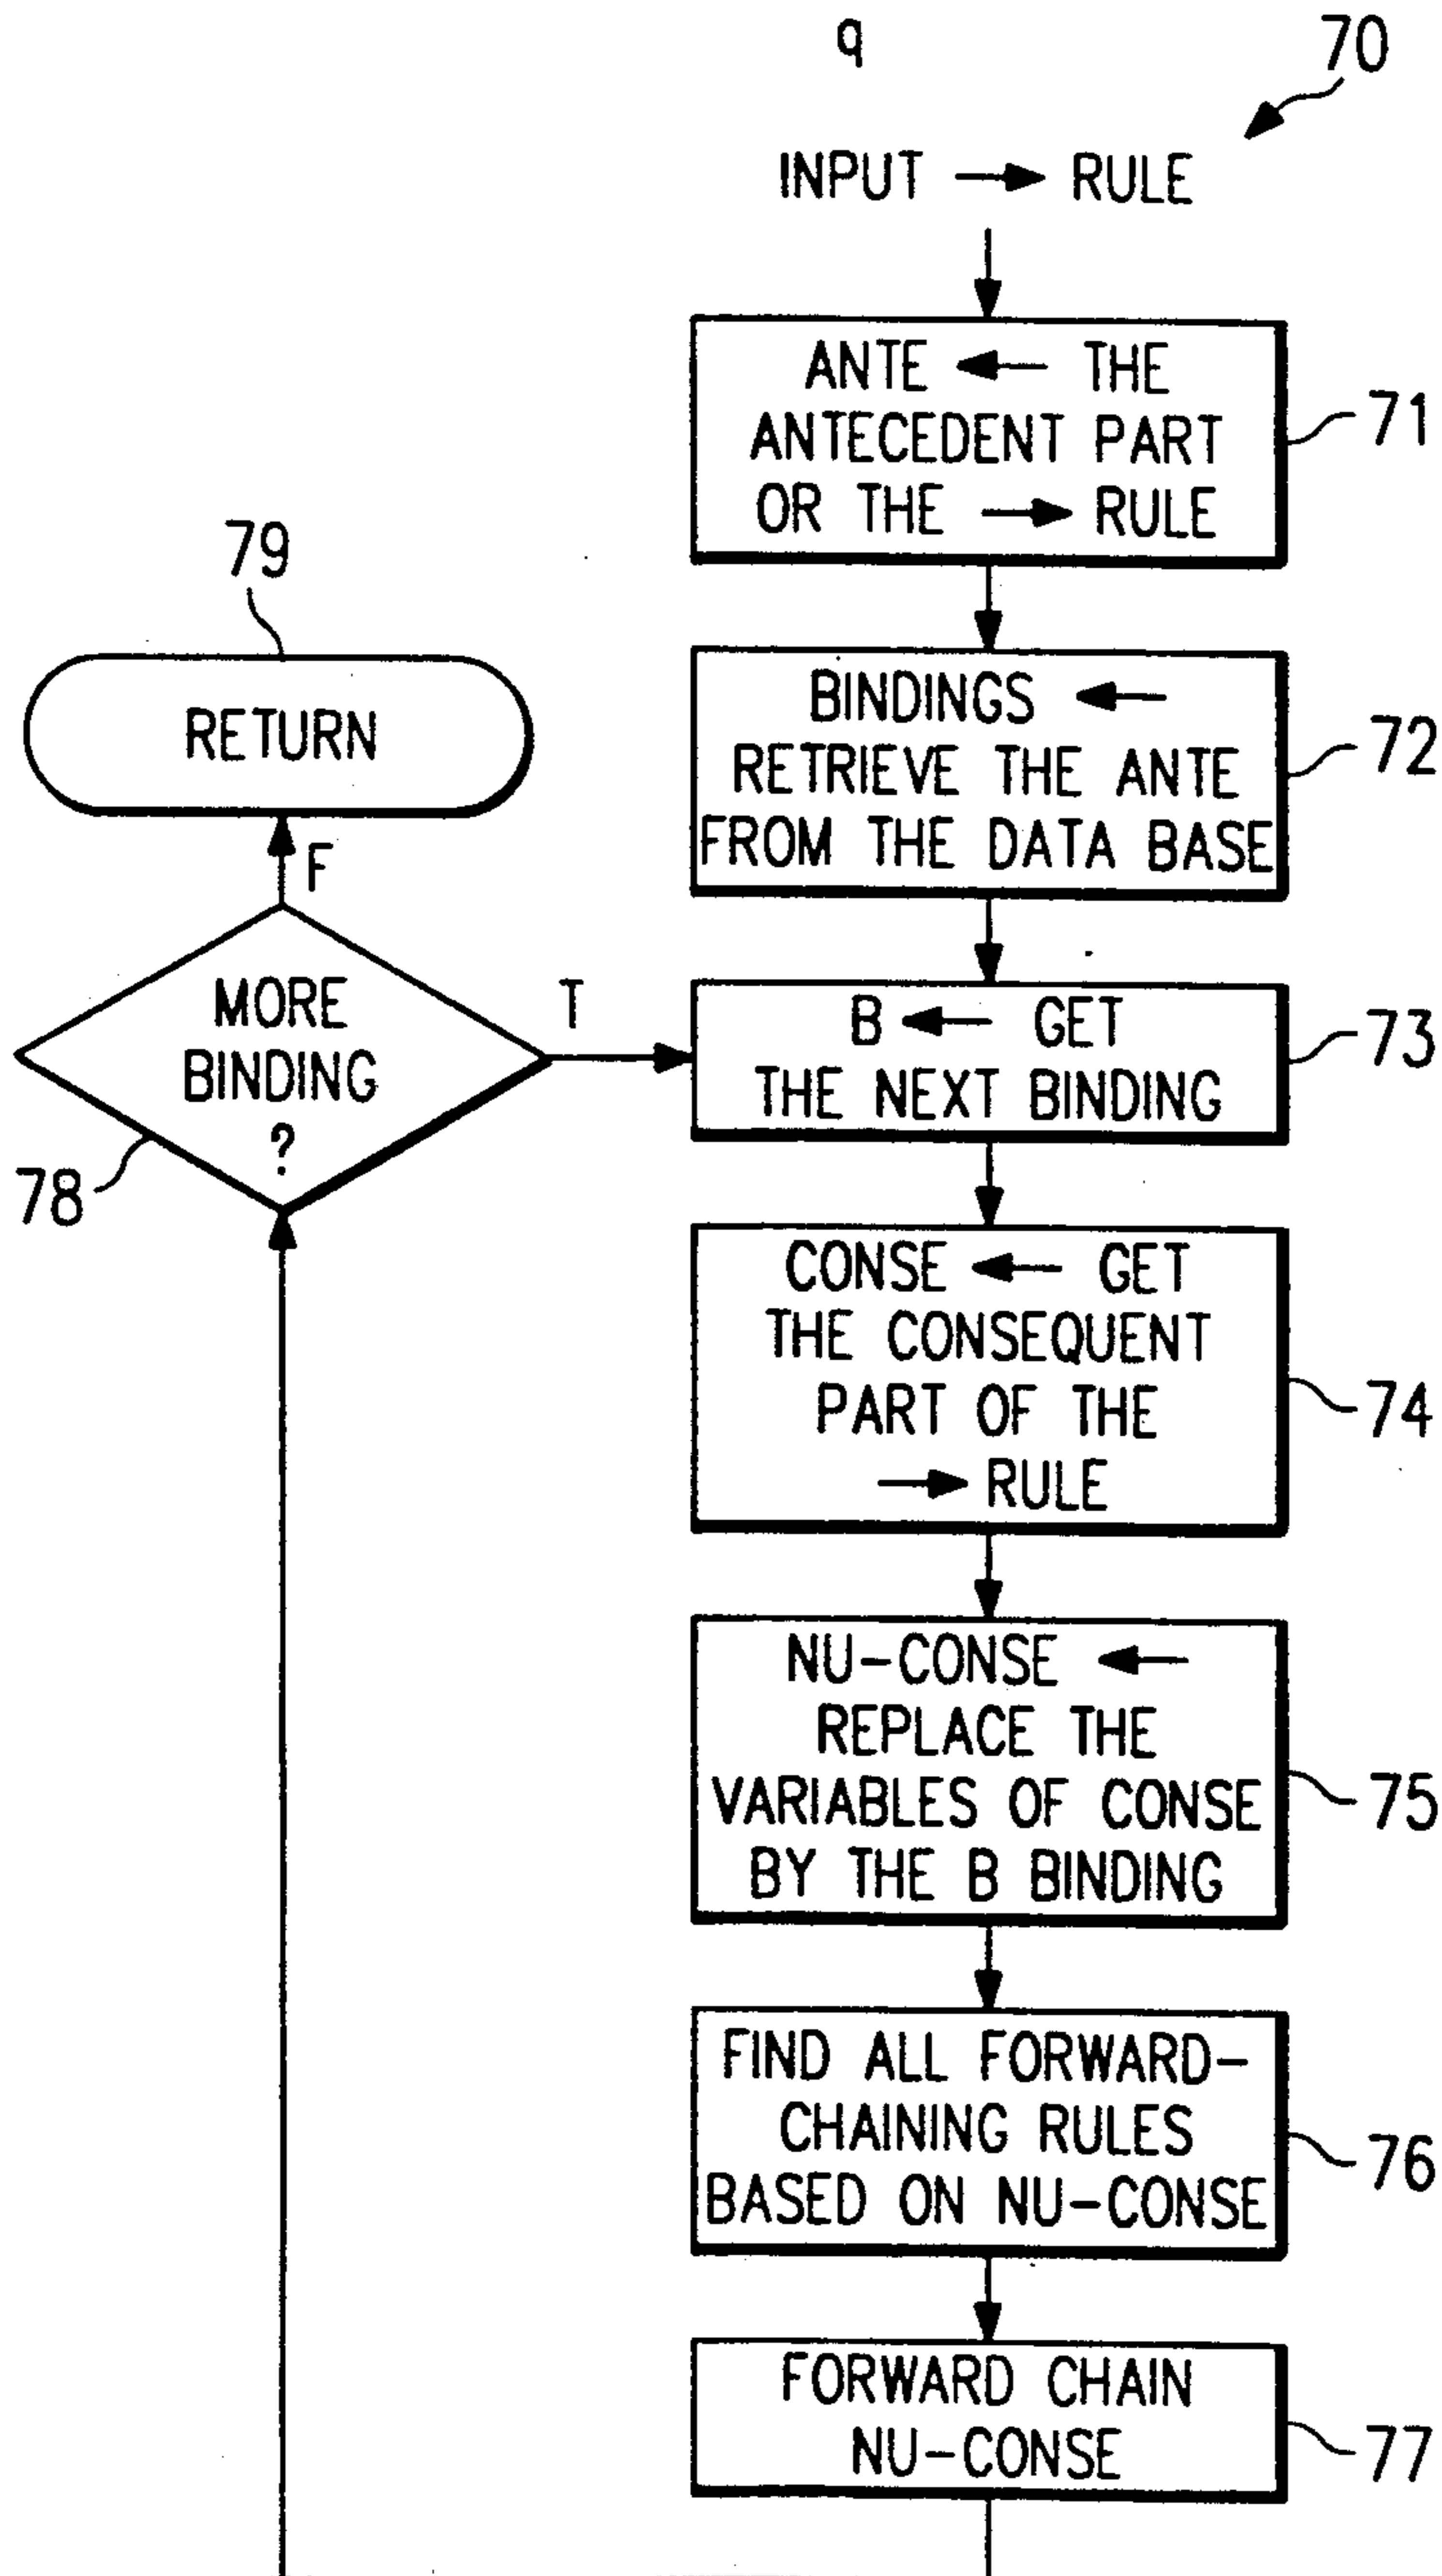 q
70
INPUT → RULE
ANTE ← THE
ANTECEDENT PART
OR THE → RULE
71
BINDINGS ←
RETRIEVE THE ANTE
FROM THE DATA BASE
72
B ← GET
THE NEXT BINDING
73
CONSE ← GET
THE CONSEQUENT
PART OF THE
→ RULE
74
NU-CONSE ←
REPLACE THE
VARIABLES OF CONSE
BY THE B BINDING
75
FIND ALL FORWARD-
CHAINING RULES
BASED ON NU-CONSE
76
FORWARD CHAIN
NU-CONSE
77
MORE
BINDING
?
78
T
F
RETURN
79